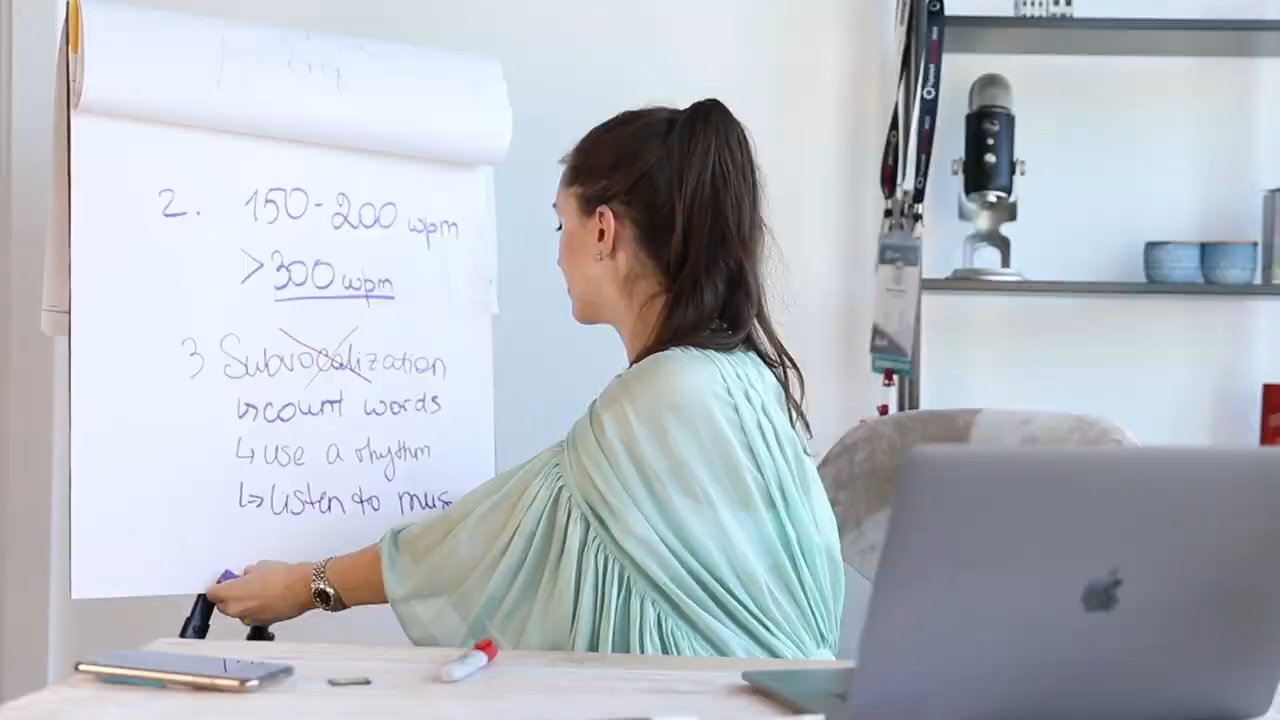 2. 150-200 wpm
>300 wpm
3 Subvocalization
↳ count words
↳ use a rhythm
↳ Listen to mus